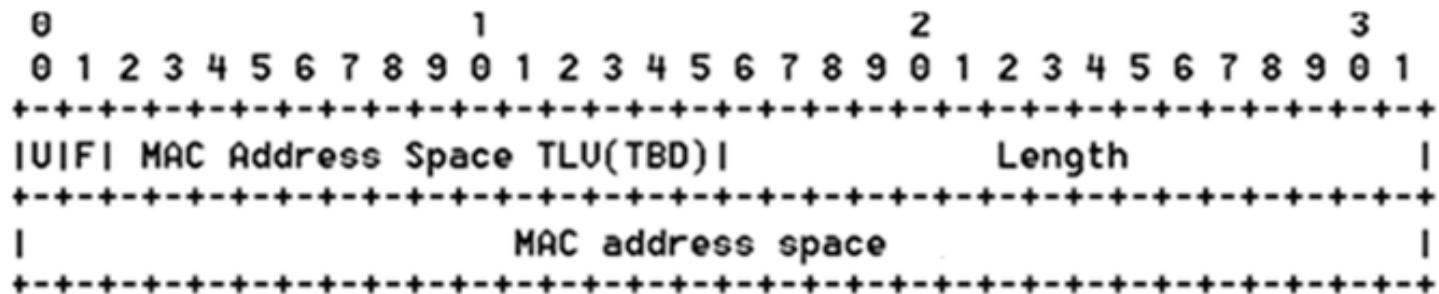 0                   1                   2                   3
0 1 2 3 4 5 6 7 8 9 0 1 2 3 4 5 6 7 8 9 0 1 2 3 4 5 6 7 8 9 0 1
+-+-+-+-+-+-+-+-+-+-+-+-+-+-+-+-+-+-+-+-+-+-+-+-+-+-+-+-+-+-+-+-+
|U|F| MAC Address Space TLV(TBD)|            Length             |
+-+-+-+-+-+-+-+-+-+-+-+-+-+-+-+-+-+-+-+-+-+-+-+-+-+-+-+-+-+-+-+-+
|                      MAC address space                        |
+-+-+-+-+-+-+-+-+-+-+-+-+-+-+-+-+-+-+-+-+-+-+-+-+-+-+-+-+-+-+-+-+